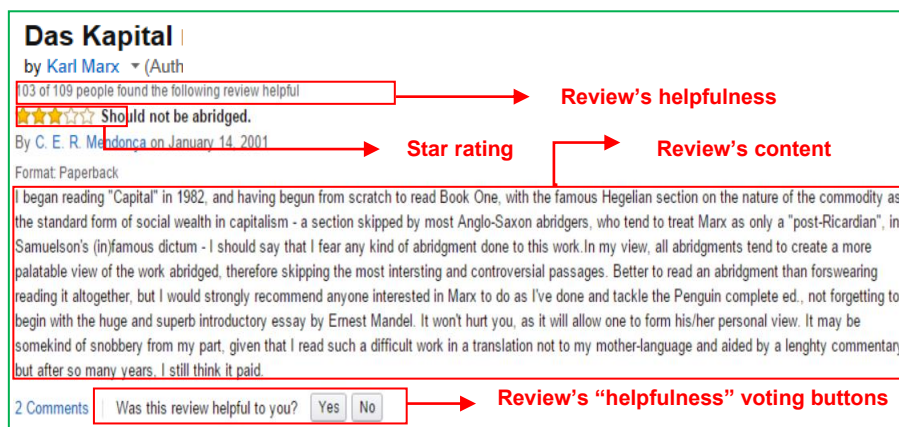 Das Kapital
by Karl Marx (Auth
103 of 109 people found the following review helpful
Review's helpfulness
Should not be abridged.
By C. E. R. Mendonça on January 14, 2001
Star rating
Review's content
Format: Paperback
I began reading "Capital" in 1982, and having begun from scratch to read Book One, with the famous Hegelian section on the nature of the commodity as
the standard form of social wealth in capitalism - a section skipped by most Anglo-Saxon abridgers, who tend to treat Marx as only a "post-Ricardian", in
Samuelson's (in)famous dictum - I should say that I fear any kind of abridgment done to this work.In my view, all abridgments tend to create a more
palatable view of the work abridged, therefore skipping the most intersting and controversial passages. Better to read an abridgment than forswearing
reading it altogether, but I would strongly recommend anyone interested in Marx to do as I've done and tackle the Penguin complete ed., not forgetting to
begin with the huge and superb introductory essay by Ernest Mandel. It won't hurt you, as it will allow one to form his/her personal view. It may be
somekind of snobbery from my part, given that I read such a difficult work in a translation not to my mother-language and aided by a lenghty commentary
but after so many years, I still think it paid.
2 Comments Was this review helpful to you? Yes No
Review's “helpfulness” voting buttons